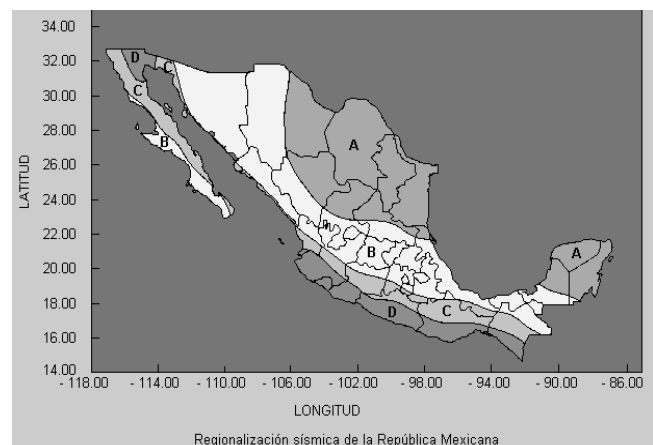 34.00
32.00
30.00
28.00
26.00
24.00
22.00
20.00
18.00
16.00
14.00
LATITUD
D
C
C
B
A
B
A
C
D
- 118.00 - 114.00 - 110.00 - 106.00 - 102.00 - 98.00 - 94.00 - 90.00 - 86.00
LONGITUD
Regionalización sísmica de la República Mexicana